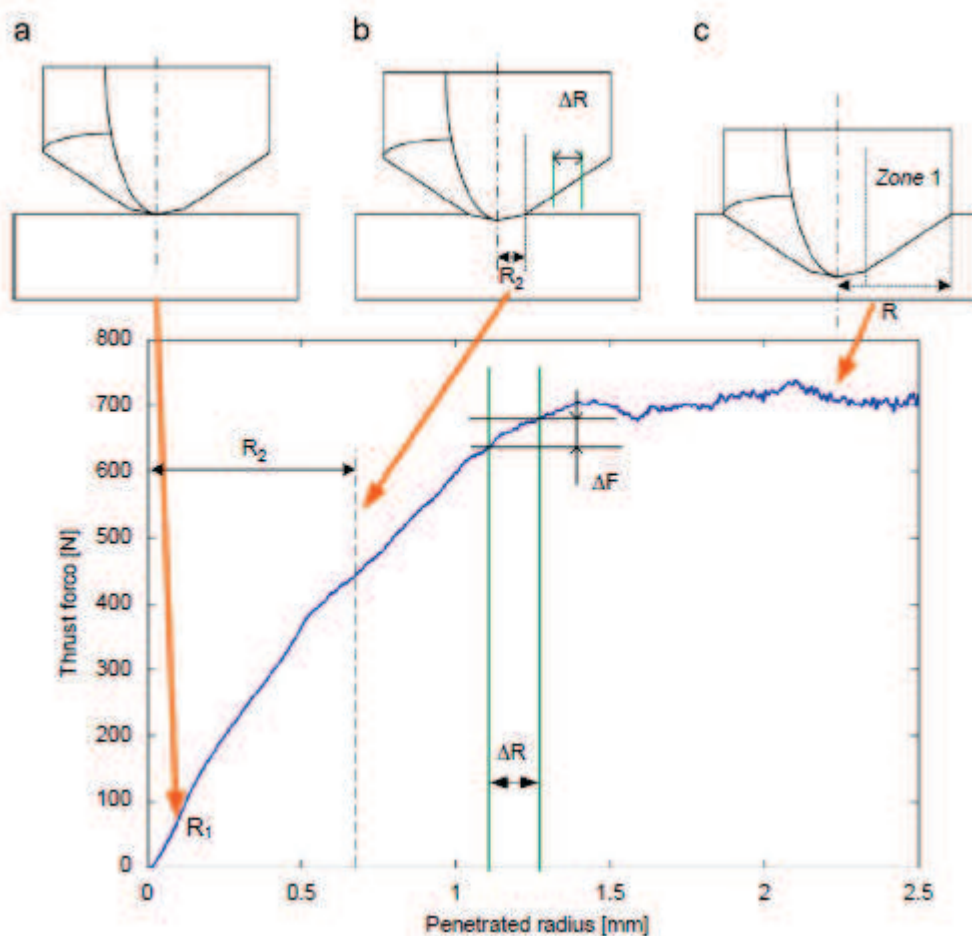 a
b
c
ΔR
Zone 1
R₂
R
800
700
600
500
400
300
200
100
0
Thrust forco [N]
R₂
ΔF
ΔR
R₁
0
0.5
1
1.5
2
2.5
Penetrated radius [mm]